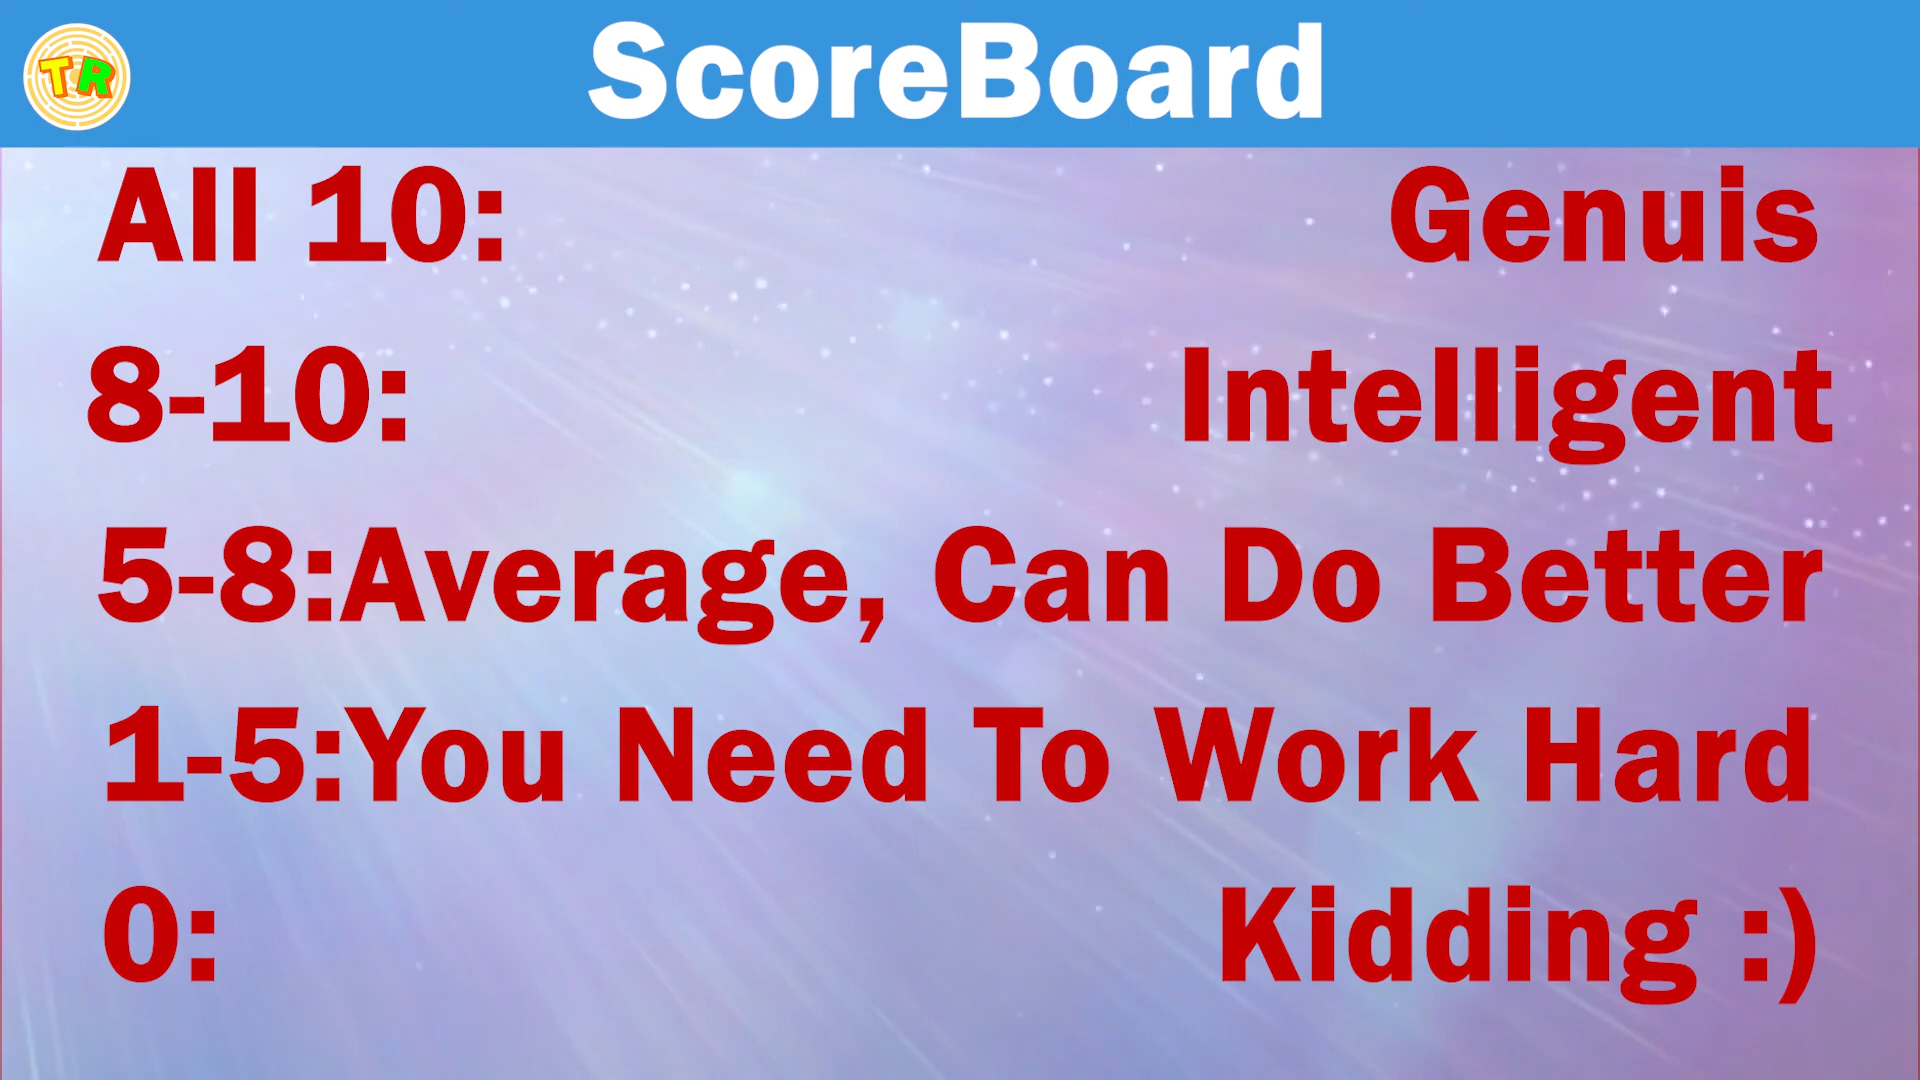 TR
ScoreBoard
All 10: Genuis
8-10: Intelligent
5-8:Average, Can Do Better
1-5:You Need To Work Hard
0: Kidding :)